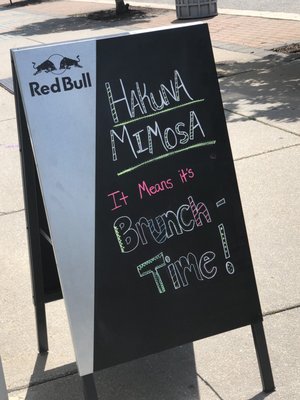 Red Bull
HAKUNA
MIMOSA
It Means it's
BRUNCH-
TIME!